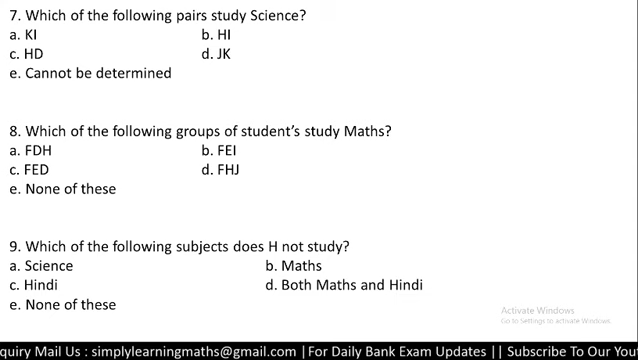 7. Which of the following pairs study Science?
a. KI b. HI
c. HD d. JK
e. Cannot be determined
8. Which of the following groups of student’s study Maths?
a. FDH b. FEI
c. FED d. FHJ
e. None of these
9. Which of the following subjects does H not study?
a. Science b. Maths
c. Hindi d. Both Maths and Hindi
e. None of these
Activate Windows
Go to Settings to activate Windows.
quiry Mail Us : simplylearningmaths@gmail.com |For Daily Bank Exam Updates || Subscribe To Our You